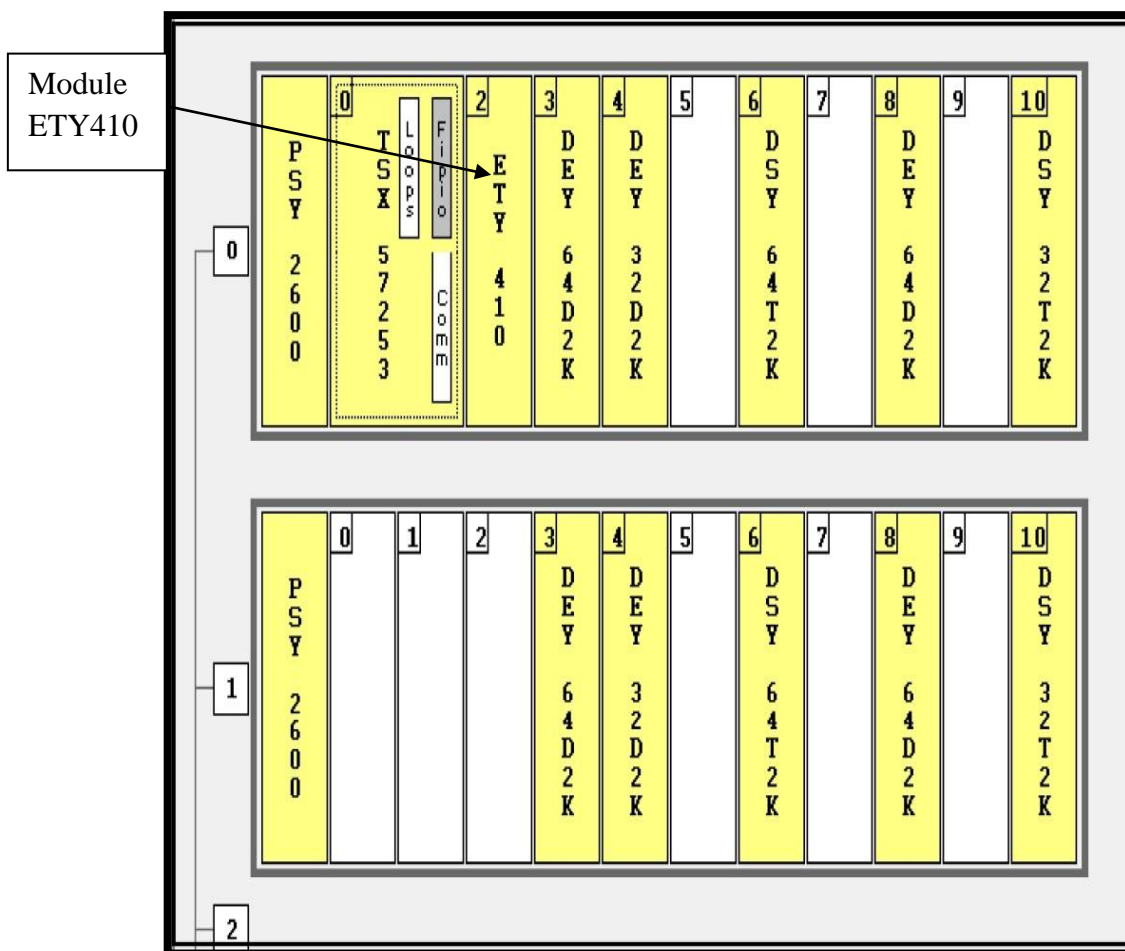 Module
ETY410
0
PSY 2600
0
TSX 57253
Loops
Fipio
Comm
2
ETY 410
3
DEY 64D2K
4
DEY 32D2K
5
6
DSY 64T2K
7
8
DEY 64D2K
9
10
DSY 32T2K
1
PSY 2600
0
1
2
3
DEY 64D2K
4
DEY 32D2K
5
6
DSY 64T2K
7
8
DEY 64D2K
9
10
DSY 32T2K
2